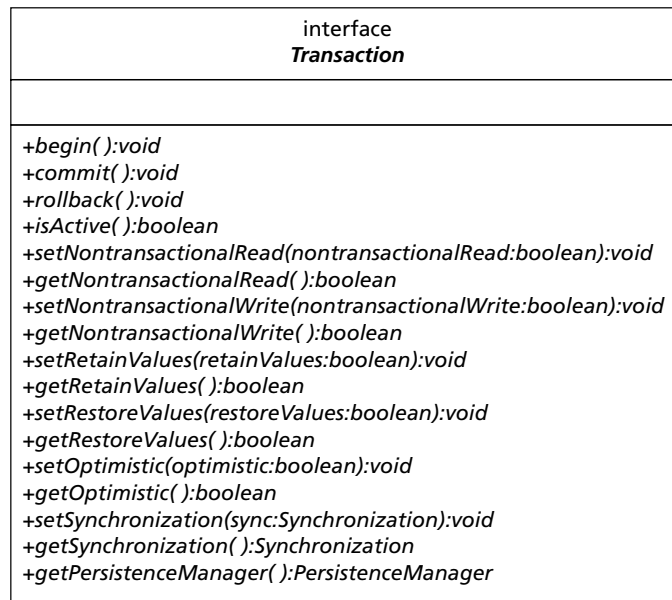 interface
Transaction
+begin( ):void
+commit( ):void
+rollback( ):void
+isActive( ):boolean
+setNontransactionalRead(nontransactionalRead:boolean):void
+getNontransactionalRead( ):boolean
+setNontransactionalWrite(nontransactionalWrite:boolean):void
+getNontransactionalWrite( ):boolean
+setRetainValues(retainValues:boolean):void
+getRetainValues( ):boolean
+setRestoreValues(restoreValues:boolean):void
+getRestoreValues( ):boolean
+setOptimistic(optimistic:boolean):void
+getOptimistic( ):boolean
+setSynchronization(sync:Synchronization):void
+getSynchronization( ):Synchronization
+getPersistenceManager( ):PersistenceManager